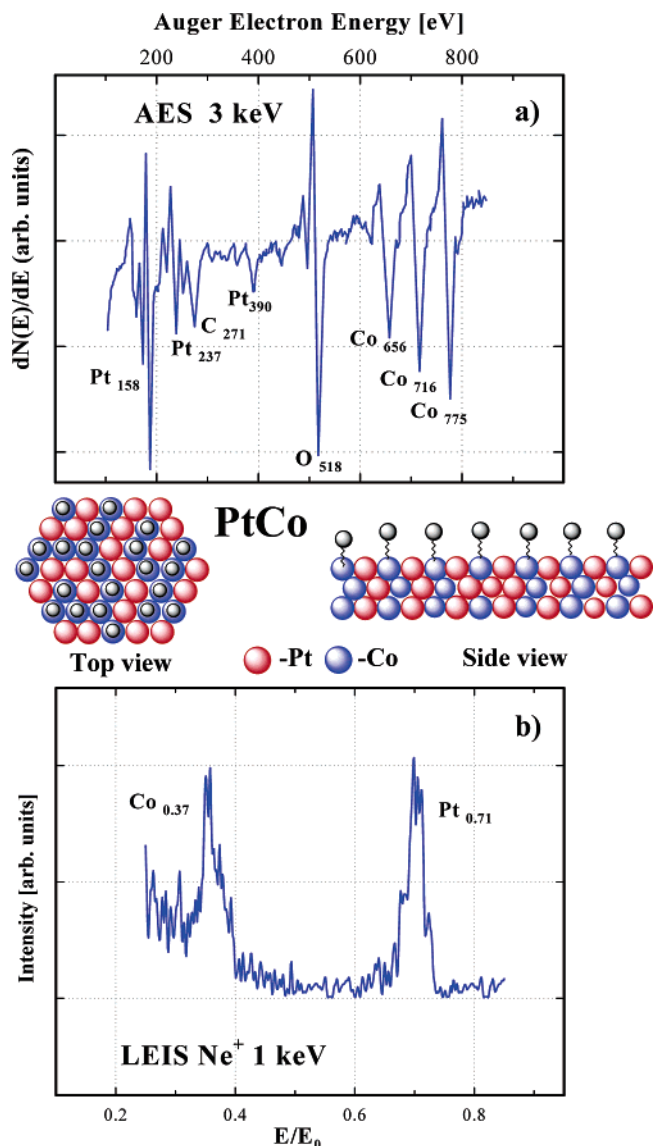 Auger Electron Energy [eV]
200 400 600 800
AES 3 keV
a)
dN(E)/dE (arb. units)
Pt 158
Pt 237
C 271
Pt390
O 518
Co 656
Co 716
Co 775
PtCo
Top view
-Pt
-Co
Side view
b)
Co 0.37
Pt 0.71
Intensity [arb. units]
LEIS Ne+ 1 keV
0.2 0.4 0.6 0.8
E/E0